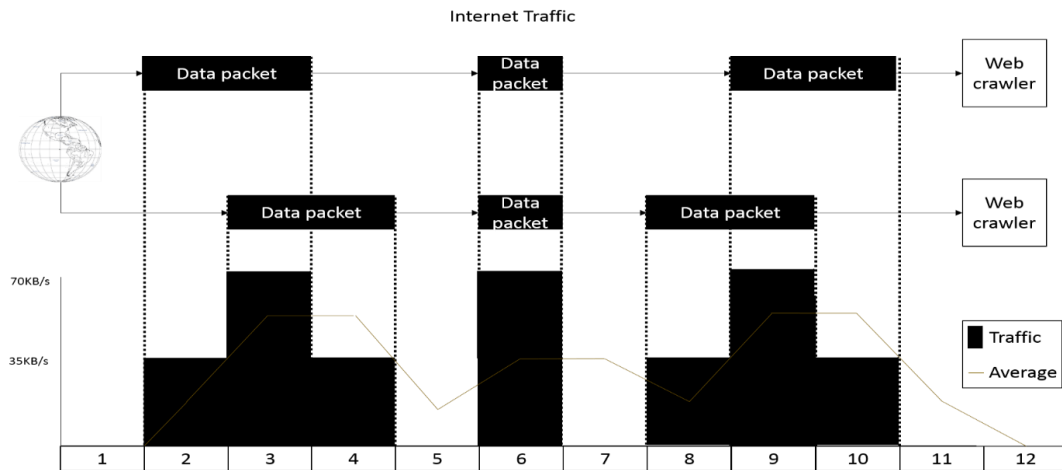 Internet Traffic
Data packet
Data
packet
Data packet
Web
crawler
Data packet
Data
packet
Data packet
Web
crawler
70KB/s
35KB/s
Traffic
Average
1 2 3 4 5 6 7 8 9 10 11 12